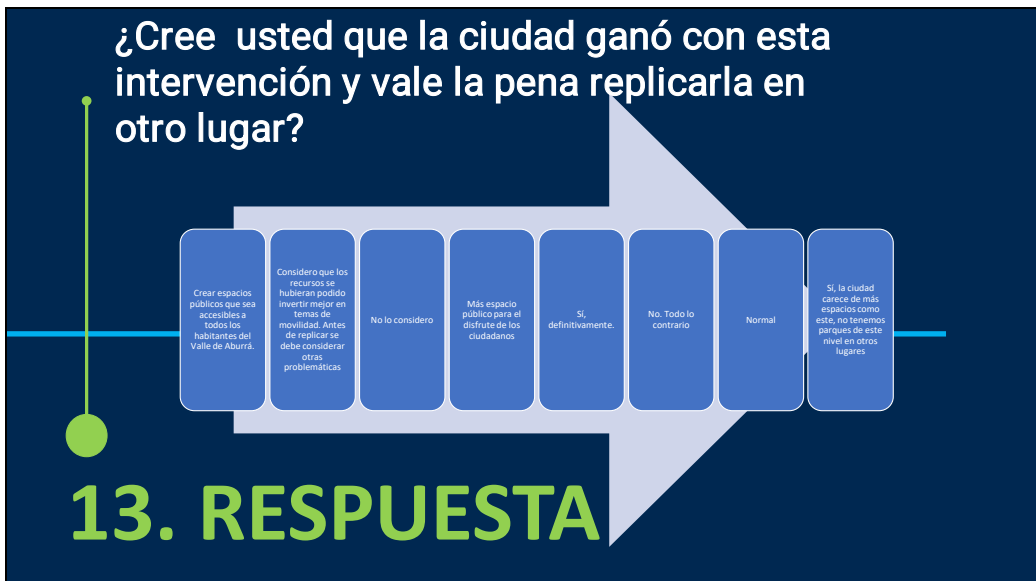 ¿Cree  usted que la ciudad ganó con esta
intervención y vale la pena replicarla en
otro lugar?
Crear espacios
públicos que sea
accesibles a
todos los
habitantes del
Valle de Aburrá.
Considero que los
recursos se
hubieran podido
invertir mejor en
temas de
movilidad. Antes
de replicar se
debe considerar
otras
problemáticas
No lo considero
Más espacio
público para el
disfrute de los
ciudadanos
Sí,
definitivamente.
No. Todo lo
contrario
Normal
Sí, la ciudad
carece de más
espacios como
este, no tenemos
parques de este
nivel en otros
lugares
13. RESPUESTA